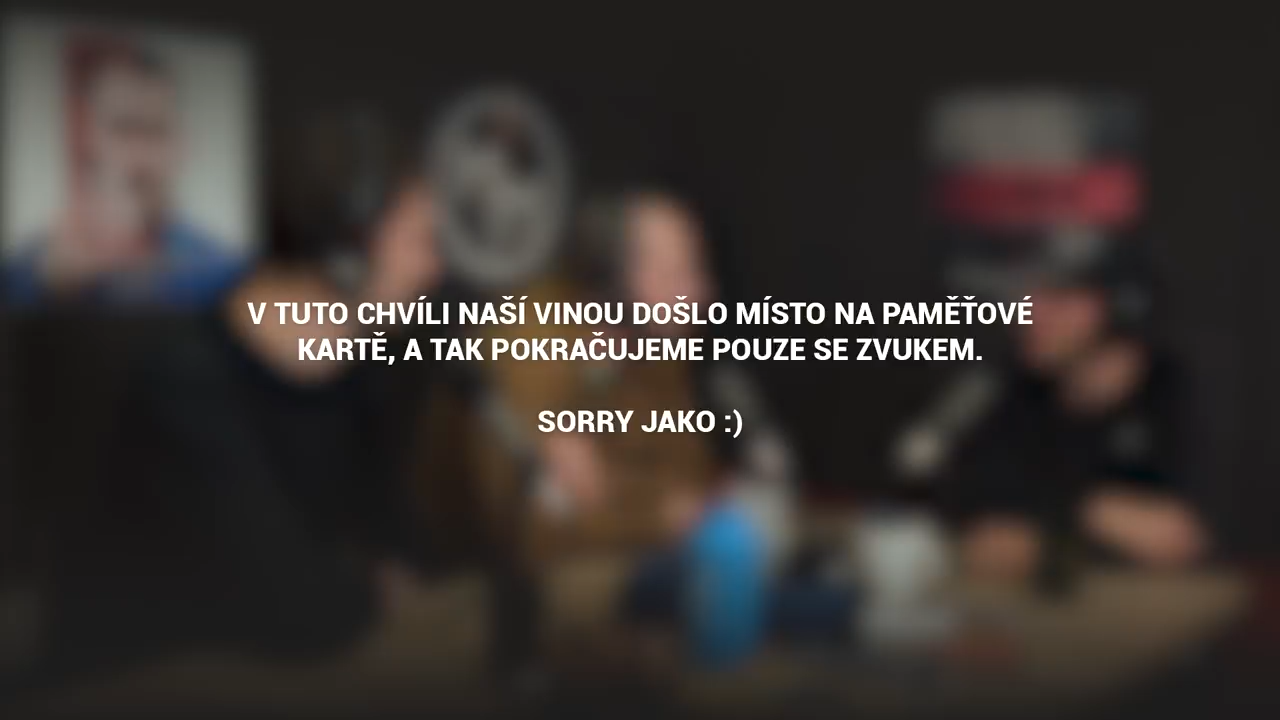 V TUTO CHVÍLI NAŠÍ VINOU DOŠLO MÍSTO NA PAMĚŤOVÉ
KARTĚ, A TAK POKRAČUJEME POUZE SE ZVUKEM.
SORRY JAKO :)